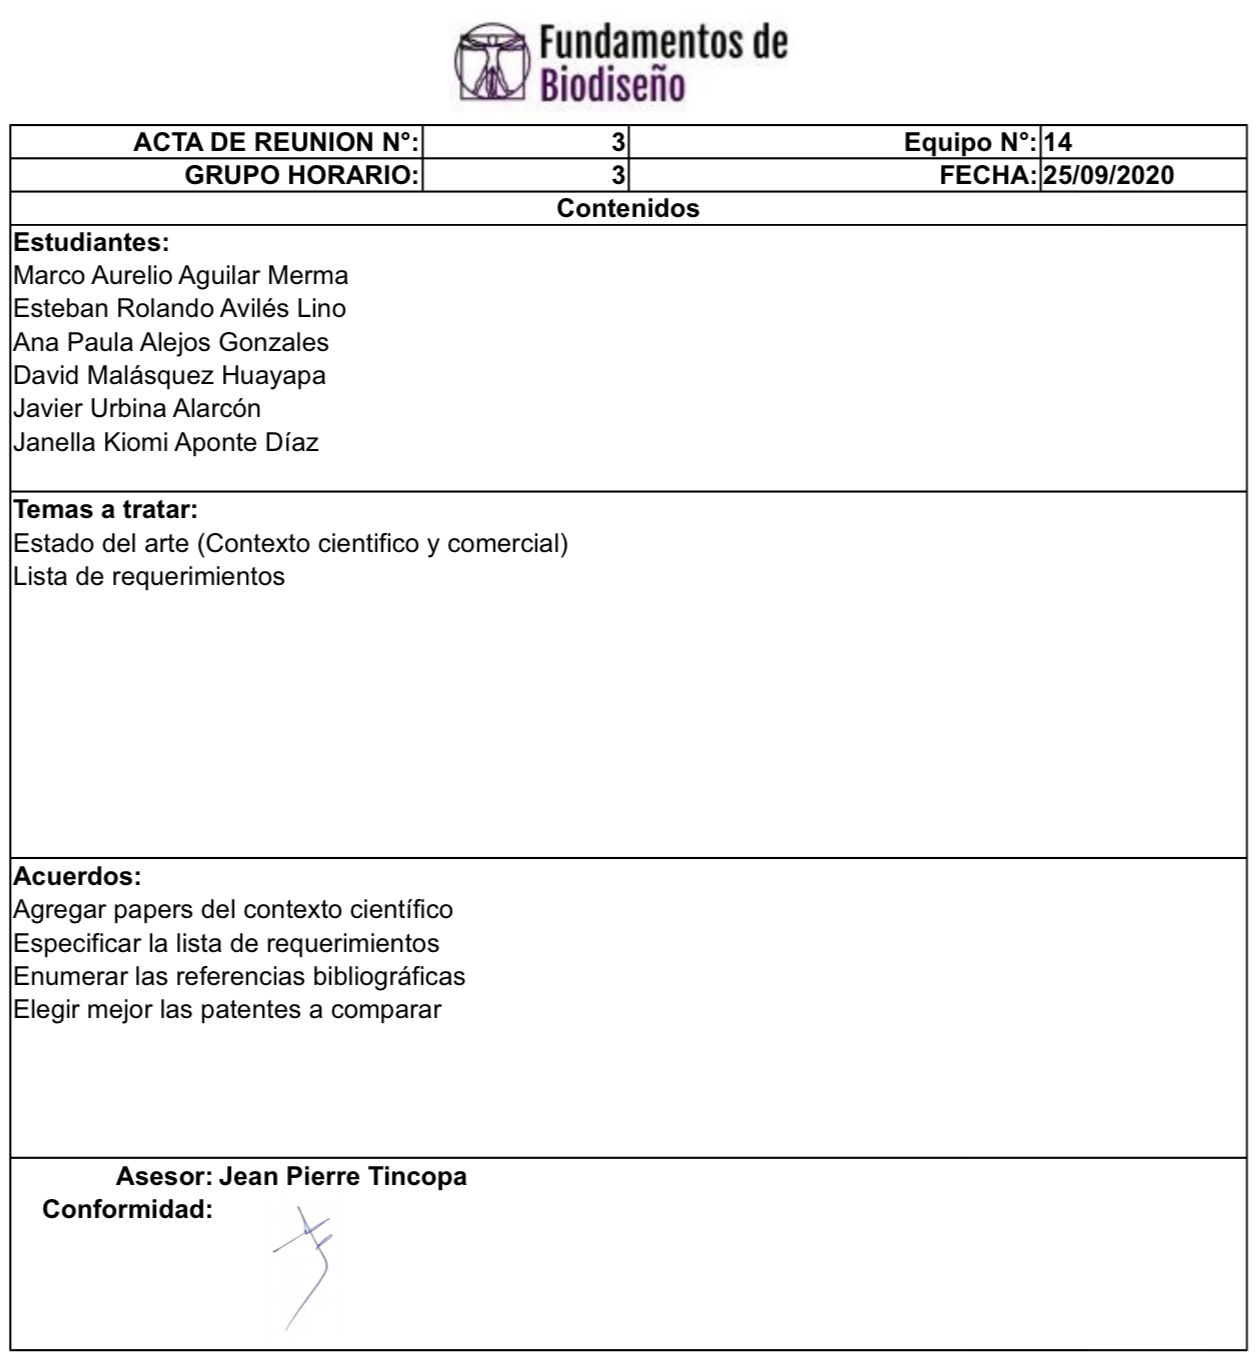 Fundamentos de
Biodiseño
ACTA DE REUNION N°: 3 Equipo N°: 14
GRUPO HORARIO: 3 FECHA: 25/09/2020
Contenidos
Estudiantes:
Marco Aurelio Aguilar Merma
Esteban Rolando Avilés Lino
Ana Paula Alejos Gonzales
David Malásquez Huayapa
Javier Urbina Alarcón
Janella Kiomi Aponte Díaz
Temas a tratar:
Estado del arte (Contexto cientifico y comercial)
Lista de requerimientos
Acuerdos:
Agregar papers del contexto científico
Especificar la lista de requerimientos
Enumerar las referencias bibliográficas
Elegir mejor las patentes a comparar
Asesor: Jean Pierre Tincopa
Conformidad: